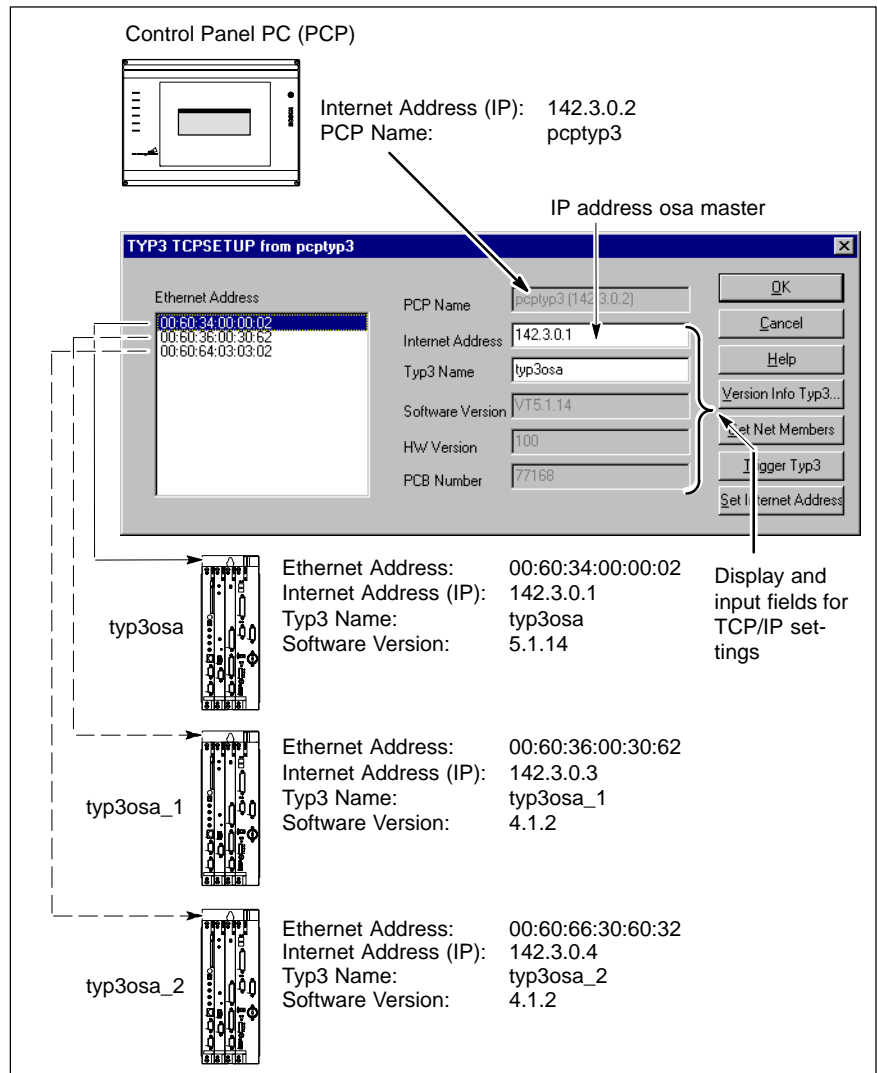 Control Panel PC (PCP)
BOSCH
Internet Address (IP): 142.3.0.2
PCP Name: pcptyp3
IP address osa master
TYP3 TCPSETUP from pcptyp3
Ethernet Address
00:60:34:00:00:02
00:60:36:00:30:62
00:60:64:03:03:02
PCP Name pcptyp3 (142.3.0.2)
Internet Address 142.3.0.1
Typ3 Name typ3osa
Software Version VT5.1.14
HW Version 100
PCB Number 77168
OK
Cancel
Help
Version Info Typ3...
Get Net Members
Trigger Typ3
Set Internet Address
Display and
input fields for
TCP/IP set-
tings
typ3osa
Ethernet Address: 00:60:34:00:00:02
Internet Address (IP): 142.3.0.1
Typ3 Name: typ3osa
Software Version: 5.1.14
typ3osa_1
Ethernet Address: 00:60:36:00:30:62
Internet Address (IP): 142.3.0.3
Typ3 Name: typ3osa_1
Software Version: 4.1.2
typ3osa_2
Ethernet Address: 00:60:66:30:60:32
Internet Address (IP): 142.3.0.4
Typ3 Name: typ3osa_2
Software Version: 4.1.2